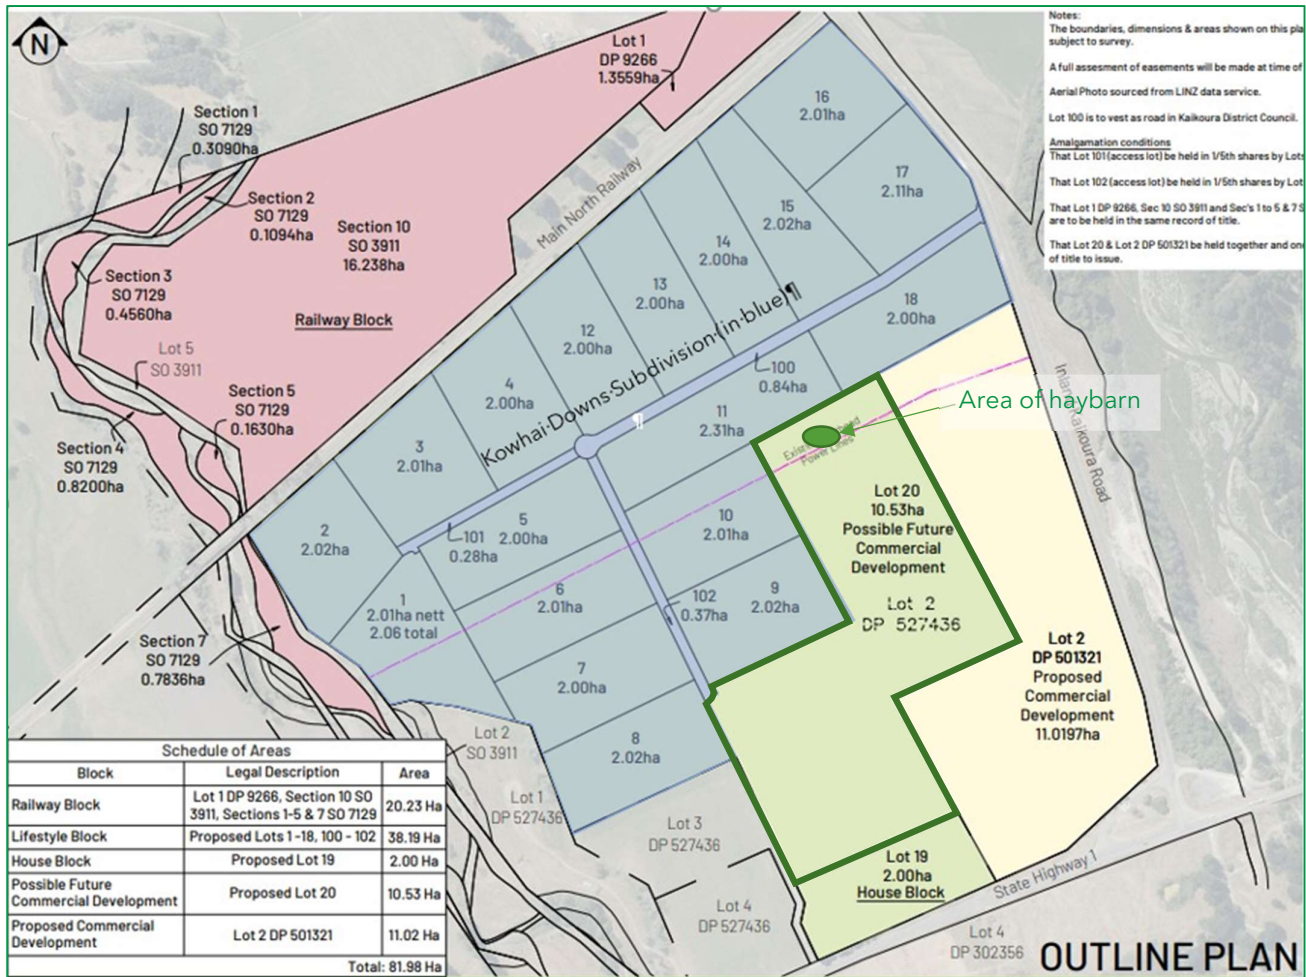 N
Notes:
The boundaries, dimensions & areas shown on this pla
subject to survey.
A full assesment of easements will be made at time of
Aerial Photo sourced from LINZ data service.
Lot 100 is to vest as road in Kaikoura District Council.
Amalgamation conditions
That Lot 101 (access lot) be held in 1/5th shares by Lots
That Lot 102 (access lot) be held in 1/5th shares by Lot
That Lot 1 DP 9266, Sec 10 SO 3911 and Sec's 1 to 5 & 7 S
are to be held in the same record of title.
That Lot 20 & Lot 2 DP 501321 be held together and one
of title to issue.
Lot 1
DP 9266
1.3559ha
Section 1
SO 7129
0.3090ha
Section 2
SO 7129
0.1094ha
Section 10
SO 3911
16.238ha
Railway Block
Section 3
SO 7129
0.4560ha
Lot 5
SO 3911
Section 5
SO 7129
0.1630ha
Section 4
SO 7129
0.8200ha
Section 7
SO 7129
0.7836ha
Main North Railway
16
2.01ha
17
2.11ha
15
2.02ha
14
2.00ha
13
2.00ha
12
2.00ha
18
2.00ha
4
2.00ha
3
2.01ha
2
2.02ha
Kowhai·Downs·Subdivision·(in·blue)¶
¶
100
0.84ha
11
2.31ha
101
0.28ha
5
2.00ha
10
2.01ha
1
2.01ha nett
2.06 total
6
2.01ha
102
0.37ha
9
2.02ha
7
2.00ha
8
2.02ha
Area of haybarn
Power Lines
Inland Kaikoura Road
Lot 20
10.53ha
Possible Future
Commercial
Development
Lot 2
DP 527436
Lot 2
DP 501321
Proposed
Commercial
Development
11.0197ha
Lot 2
SO 3911
Lot 1
DP 527436
Lot 3
DP 527436
Lot 4
DP 527436
Lot 19
2.00ha
House Block
State Highway 1
Lot 4
DP 302356
OUTLINE PLAN
Schedule of Areas
Block Legal Description Area
Railway Block Lot 1 DP 9266, Section 10 SO 3911, Sections 1-5 & 7 SO 7129 20.23 Ha
Lifestyle Block Proposed Lots 1 -18, 100 - 102 38.19 Ha
House Block Proposed Lot 19 2.00 Ha
Possible Future Commercial Development Proposed Lot 20 10.53 Ha
Proposed Commercial Development Lot 2 DP 501321 11.02 Ha
Total: 81.98 Ha